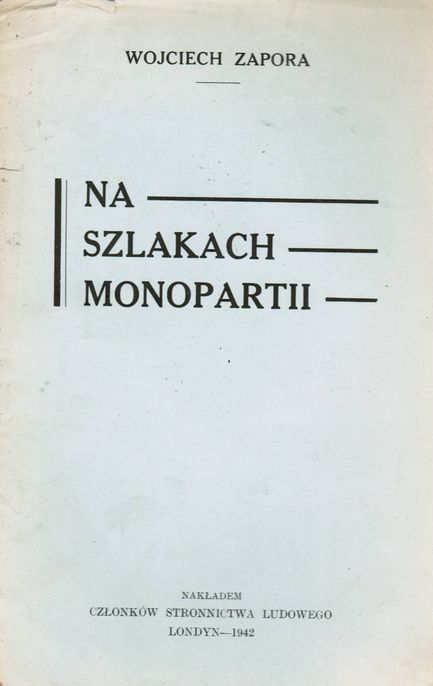 WOJCIECH ZAPORA
NA
SZLAKACH
MONOPARTII
NAKŁADEM
CZŁONKÓW STRONNICTWA LUDOWEGO
LONDYN—1942